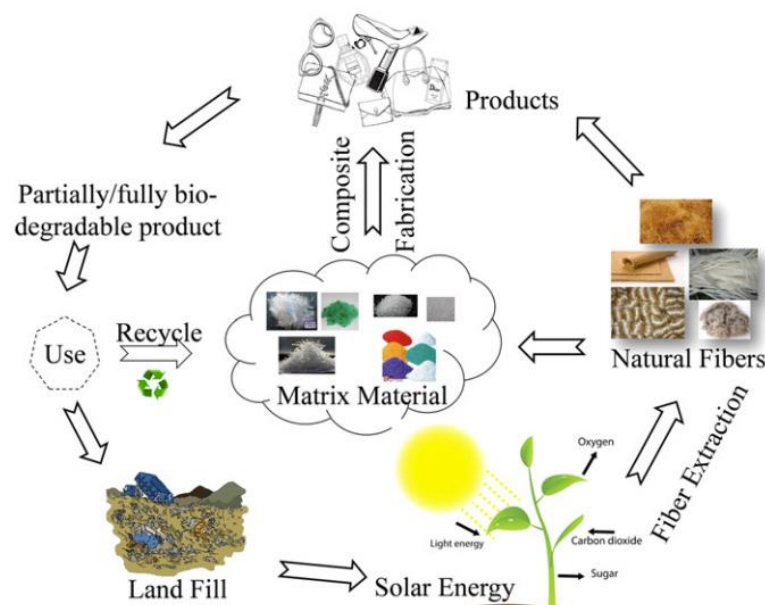 Products
Composite
Fabrication
Partially/fully bio-
degradable product
Recycle
Use
Matrix Material
Natural Fibers
Fiber Extraction
Oxygen
Light energy
Carbon dioxide
Sugar
Land Fill
Solar Energy